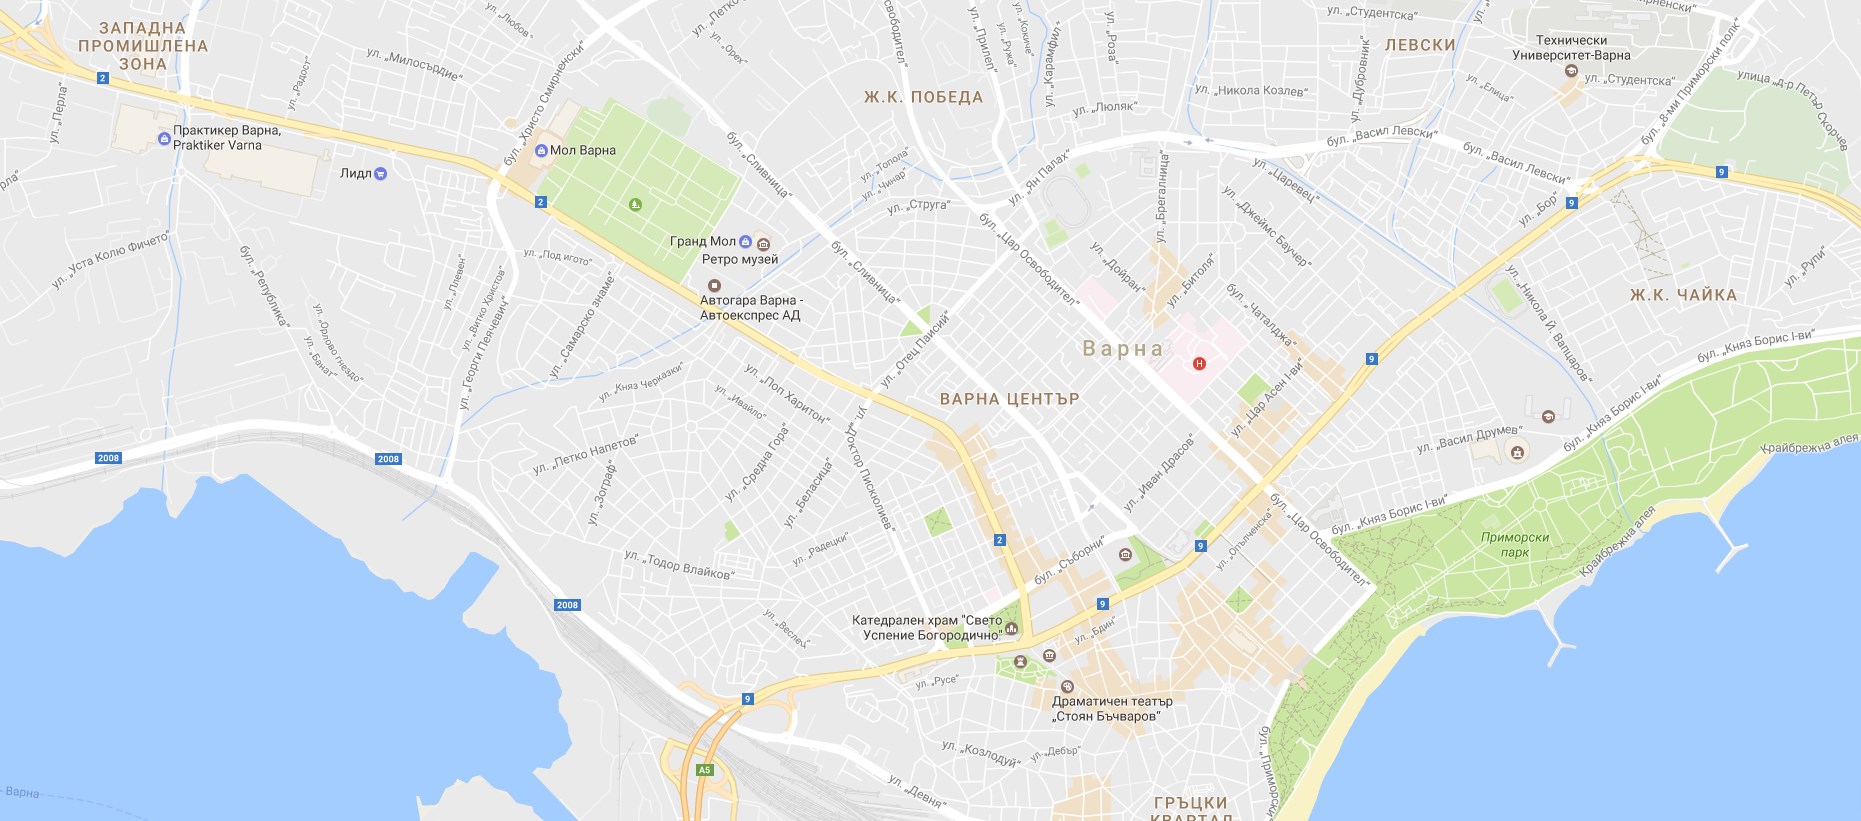 ЗАПАДНА
ПРОМИШЛЕНА
ЗОНА
2
ул. „Перла“
ул. „Радост“
ул. „Милосърдие“
ул. „Любов“
бул. „Христо Смирненски“
ул. „Орех“
ул. „Прилеп“
ул. „Ружа“
ул. „Кокиче“
ул. „Карамфил“
ул. „Роза“
ул. „Студентска“
ЛЕВСКИ
Технически
Университет-Варна
ул. „Студентска“
бул. „8-ми Приморски полк“
улица „д-р Петър Скорчев
Ж.К. ПОБЕДА
ул. „Люляк“
ул. „Никола Козлев“
ул. „Дубровник“
ул. „Елица“
Практикер Варна,
Praktiker Varna
Лидл
Мол Варна
2
бул. „Сливница“
ул. „Топола“
ул. „Чинар“
ул. „Струга“
ул. „Ян Палах“
ул. „Брегалница“
бул. „Васил Левски“
бул. „Васил Левски“
ул. „Царевец“
9
9
ул. „Бор“
ул. „Уста Колю Фичето“
бул. „Република“
ул. „Плевен“
ул. „Под игото“
Гранд Мол
Ретро музей
Автогара Варна -
Автоекспрес АД
бул. „Сливница“
бул. „Цар Освободител“
ул. „Дойран“
ул. „Битоля“
ул. „Джеймс Баучер“
ул. „Рупи“
Ж.К. ЧАЙКА
ул. „Никола Й. Вапцаров“
ул. „Орлово гнездо“
ул. „Банат“
ул. „Витко Христов“
ул. „Георги Пеячевич“
ул. „Самарско знаме“
ул. „Отец Паисий“
Варна
H
бул. „Чаталджа“
ул. „Цар Асен I-ви“
9
бул. „Княз Борис I-ви“
бул. „Княз Борис I-ви“
ул. „Княз Черказки“
ул. „Ивайло“
ул. „Поп Харитон“
ВАРНА ЦЕНТЪР
ул. „Доктор Пискюлиев“
2008
2008
ул. „Петко Напетов“
ул. „Зограф“
ул. „Средна Гора“
ул. „Беласица“
ул. „Иван Драсов“
ул. „Васил Друмев“
Крайбрежна алея
бул. „Княз Борис I-ви“
Приморски
парк
Крайбрежна алея
ул. „Радецки“
ул. „Тодор Влайков“
2
9
ул. „Опълченска“
бул. „Цар Освободител“
бул. „Съборни“
2008
9
ул. „Веслец“
Катедрален храм "Свето
Успение Богородично"
ул. „Бдин“
ул. „Русе“
9
Драматичен театър
„Стоян Бъчваров“
A5
ул. „Козлодуй“
ул. „Дебър“
ул. „Девня“
бул. „Приморски
- Варна
ГРЪЦКИ
КВАРТАЛ